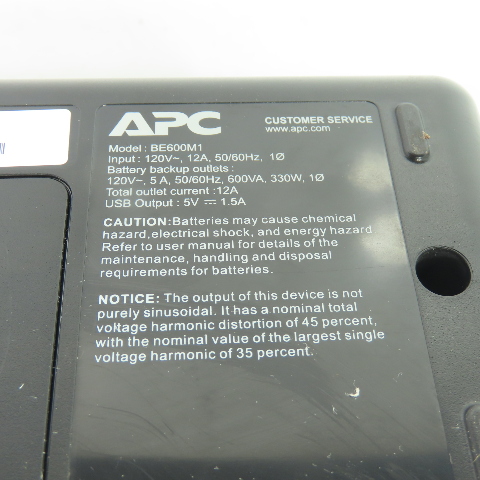 APC
CUSTOMER SERVICE
www.apc.com
Model : BE600M1
Input : 120V~, 12A, 50/60Hz, 1Ø
Battery backup outlets :
120V~, 5 A, 50/60Hz, 600VA, 330W, 1Ø
Total outlet current :12A
USB Output : 5V ⎓ 1.5A
CAUTION:Batteries may cause chemical
hazard,electrical shock, and energy hazard
Refer to user manual for details of the
maintenance, handling and disposal
requirements for batteries.
NOTICE: The output of this device is not
purely sinusoidal. It has a nominal total
voltage harmonic distortion of 45 percent,
with the nominal value of the largest single
voltage harmonic of 35 percent.